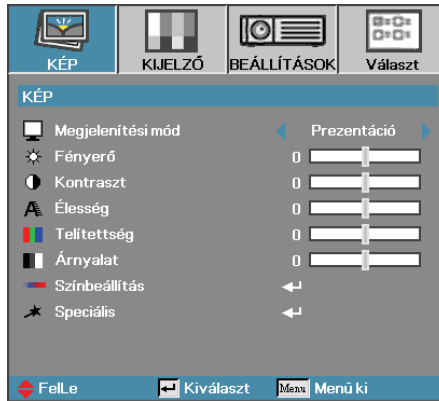 KÉP KIJELZŐ BEÁLLÍTÁSOK Választ
KÉP
Megjelenítési mód Prezentáció
Fényerő 0
Kontraszt 0
Élesség 0
Telítettség 0
Árnyalat 0
Színbeállítás
Speciális
FelLe Kiválaszt Menu Menü ki